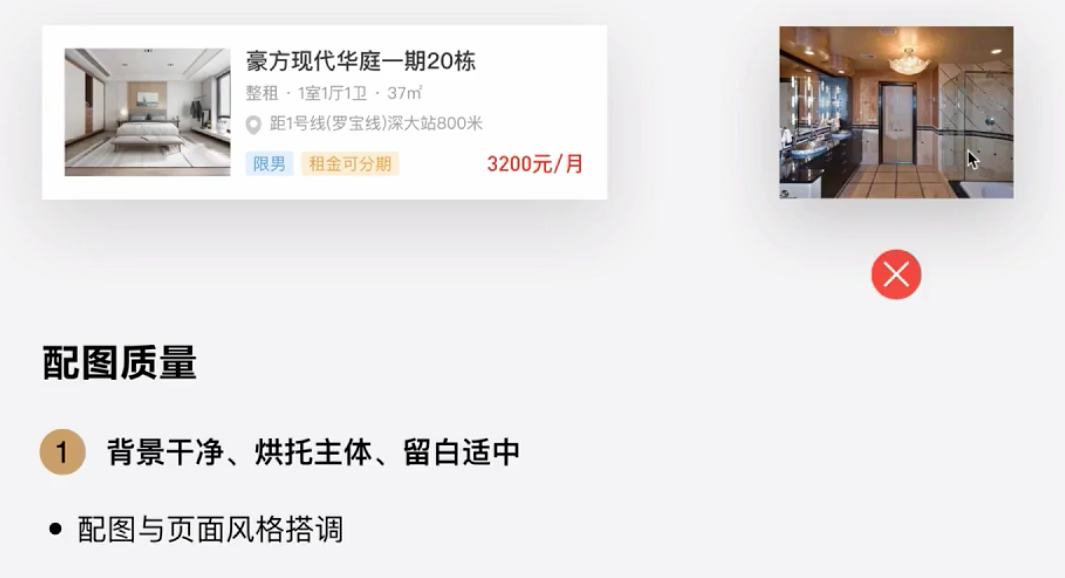 豪方现代华庭一期20栋
整租 · 1室1厅1卫 · 37㎡
距1号线(罗宝线)深大站800米
限男 租金可分期 3200元/月
配图质量
1 背景干净、烘托主体、留白适中
• 配图与页面风格搭调